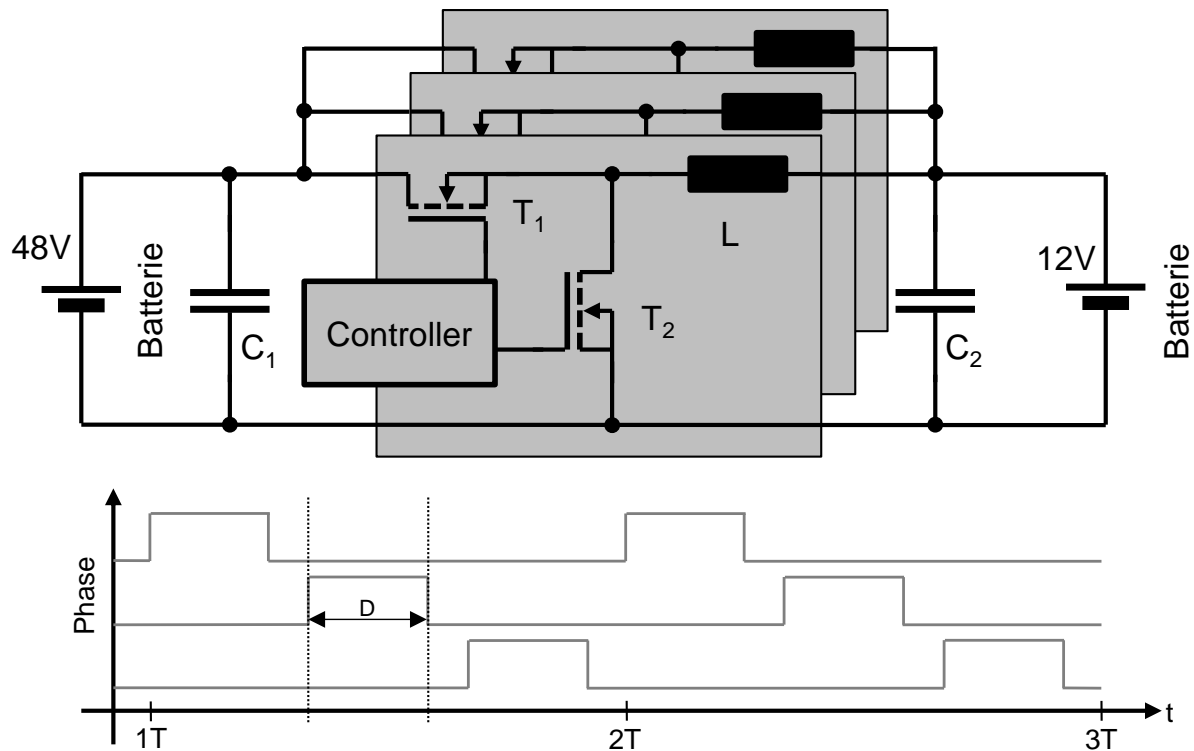 48V
Batterie
C1
T1
Controller
T2
L
C2
12V
Batterie
Phase
D
1T
2T
3T
t